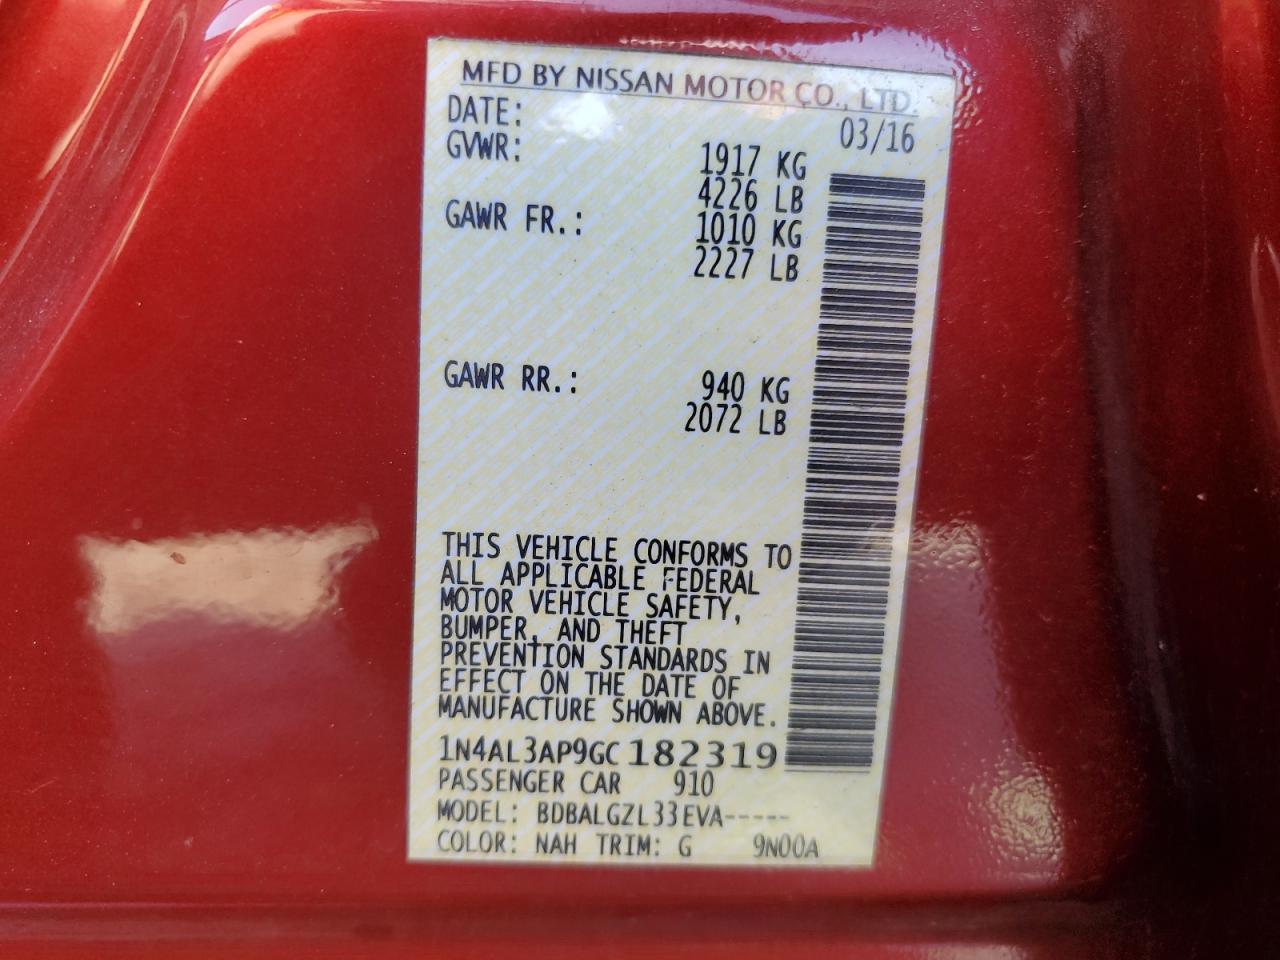 MFD BY NISSAN MOTOR CO., LTD.
DATE: 03/16
GVWR: 1917 KG
4226 LB
GAWR FR.: 1010 KG
2227 LB
GAWR RR.: 940 KG
2072 LB
THIS VEHICLE CONFORMS TO
ALL APPLICABLE FEDERAL
MOTOR VEHICLE SAFETY,
BUMPER, AND THEFT
PREVENTION STANDARDS IN
EFFECT ON THE DATE OF
MANUFACTURE SHOWN ABOVE.
1N4AL3AP9GC182319
PASSENGER CAR 910
MODEL: BDBALGZL33EVA-----
COLOR: NAH TRIM: G 9N00A